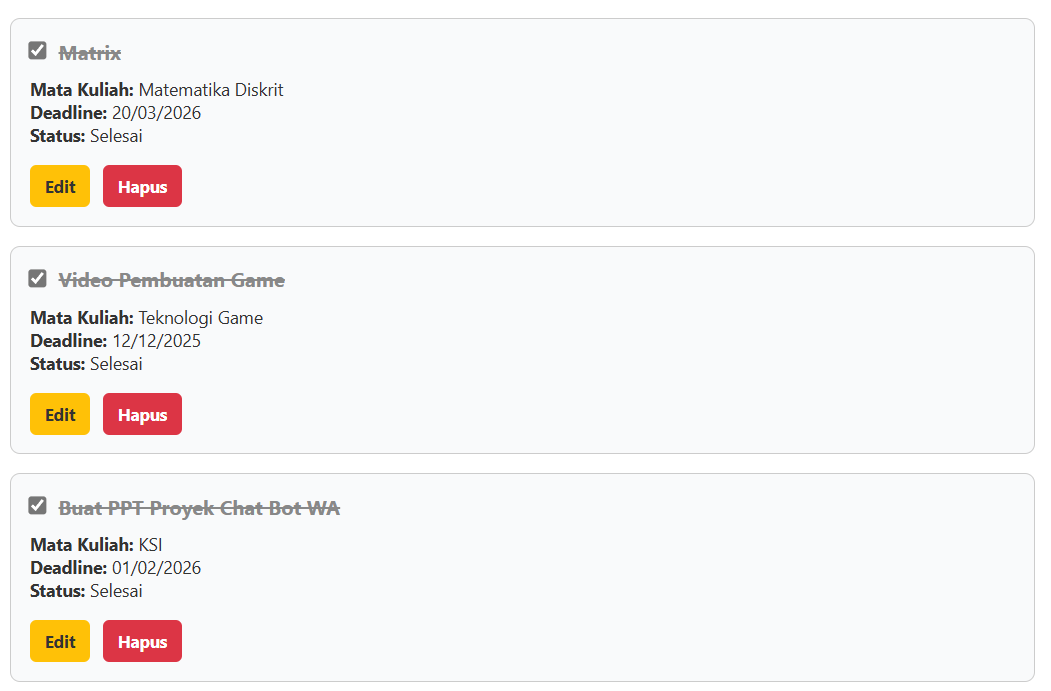 Matrix
Mata Kuliah: Matematika Diskrit
Deadline: 20/03/2026
Status: Selesai
Edit Hapus
Video Pembuatan Game
Mata Kuliah: Teknologi Game
Deadline: 12/12/2025
Status: Selesai
Edit Hapus
Buat PPT Proyek Chat Bot WA
Mata Kuliah: KSI
Deadline: 01/02/2026
Status: Selesai
Edit Hapus